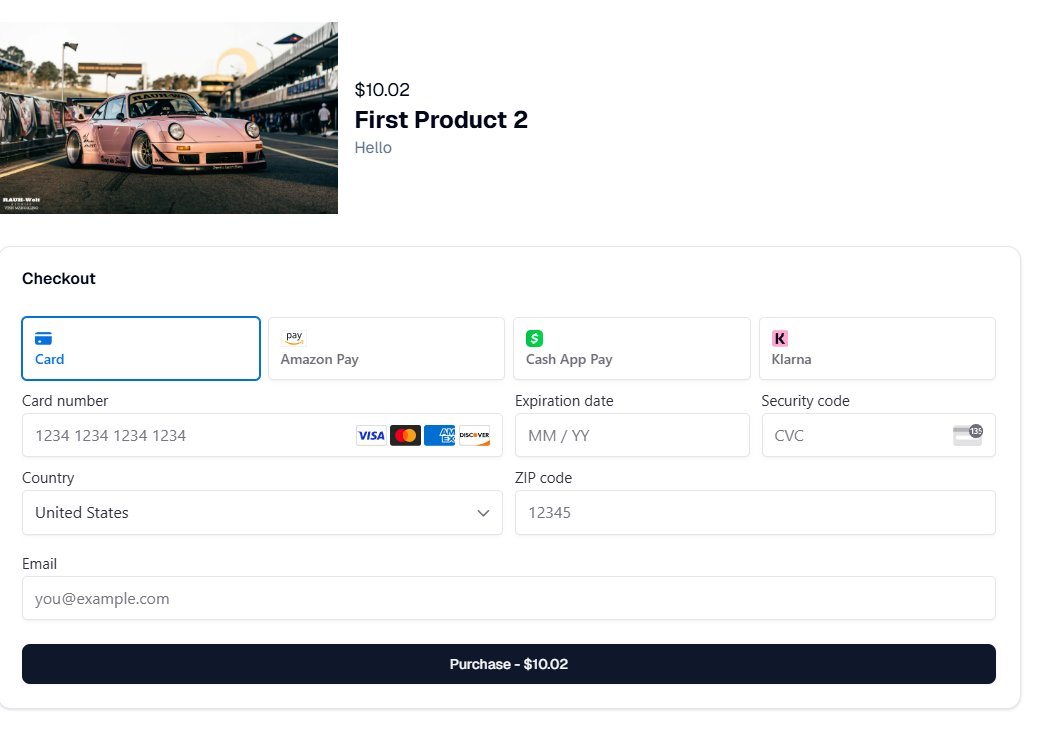 RAUH-Welt
$10.02
First Product 2
Hello
Checkout
Card
pay
Amazon Pay
$
Cash App Pay
K
Klarna
Card number
1234 1234 1234 1234
VISA
AM
EX
DISCOVER
Expiration date
MM / YY
Security code
CVC
135
Country
United States
ZIP code
12345
Email
you@example.com
Purchase - $10.02